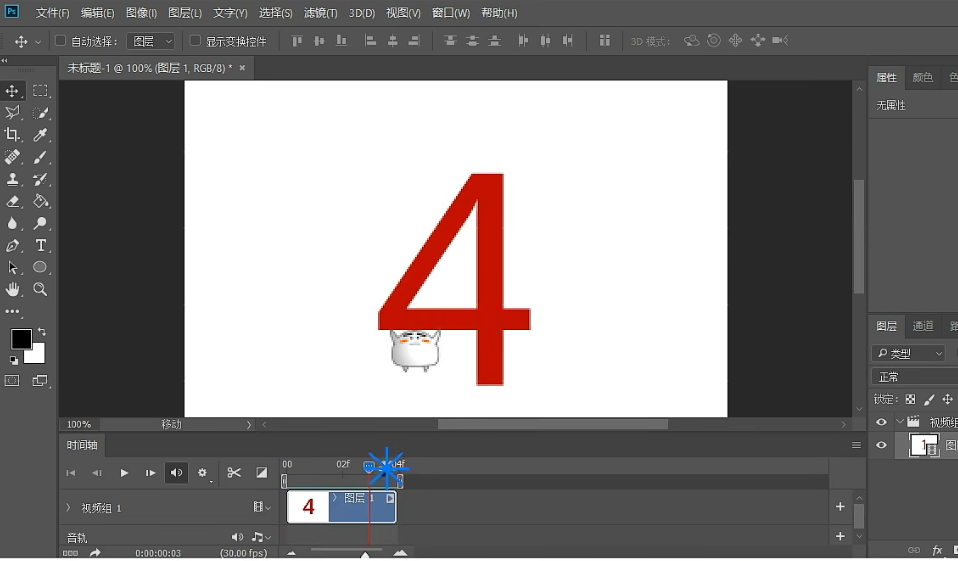 Ps 文件(F) 编辑(E) 图像(I) 图层(L) 文字(Y) 选择(S) 滤镜(T) 3D(D) 视图(V) 窗口(W) 帮助(H)
自动选择: 图层 显示变换控件 3D 模式:
未标题-1 @ 100% (图层 1, RGB/8) * ×
属性 颜色 色
无属性
4
图层 通道 路
类型
正常
锁定:
视频组
1 图
T
100% 移动
时间轴
00 02f 04f
视频组 1
4 图层 1
音轨
0:00:00:03 (30.00 fps)
fx